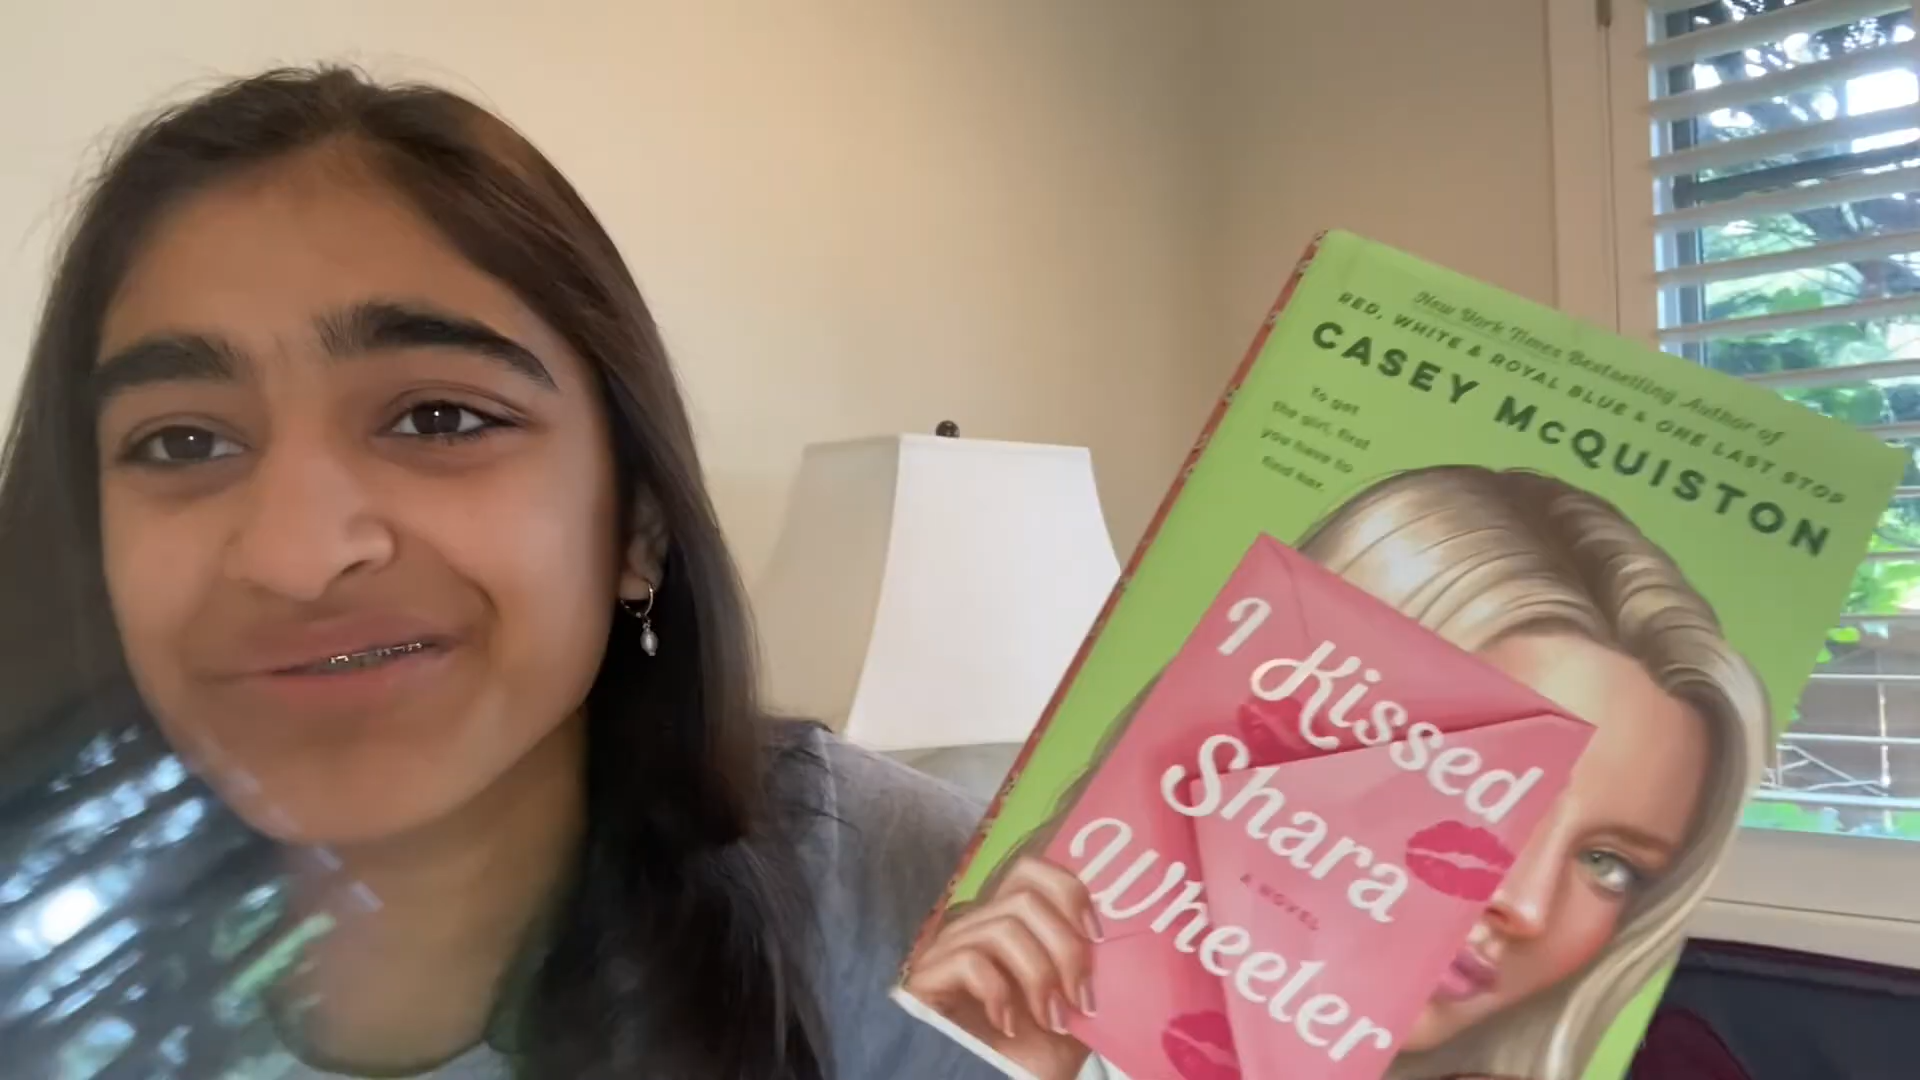 New York Times Bestselling Author of
RED, WHITE & ROYAL BLUE & ONE LAST STOP
CASEY McQUISTON
To get
the girl, first
you have to
find her.
I
Kissed
Shara
A NOVEL
Wheeler